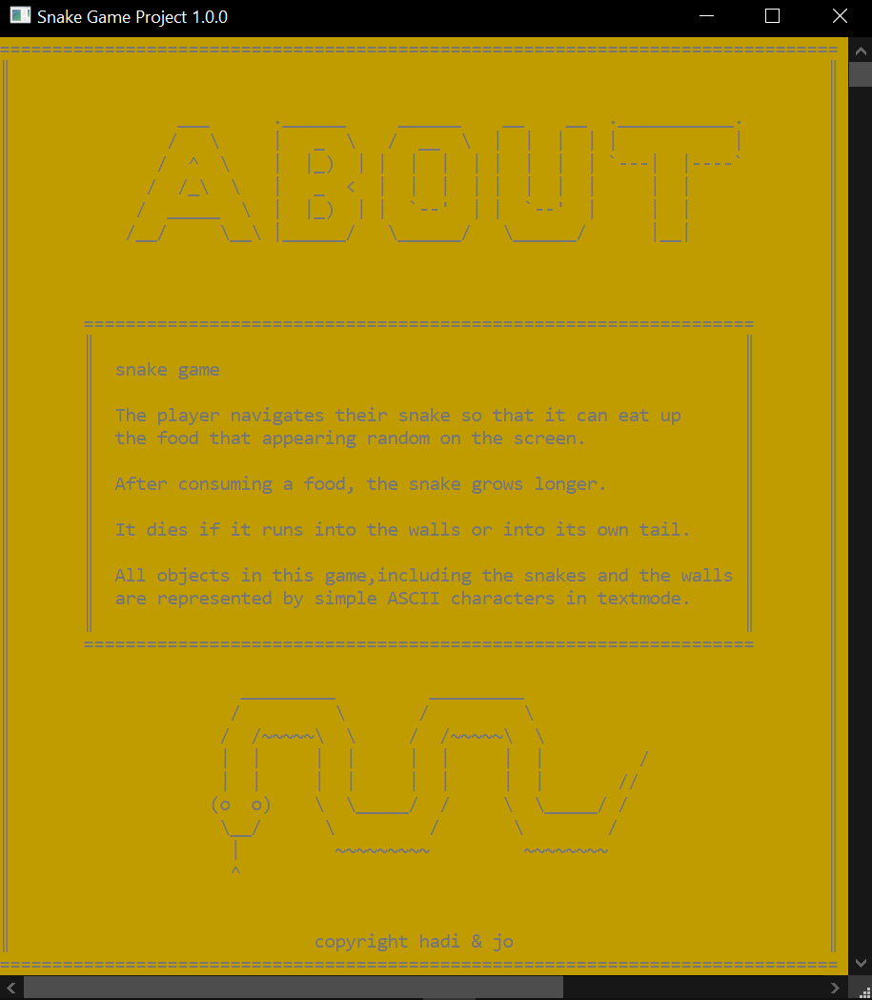 Snake Game Project 1.0.0
ABOUT
snake game
The player navigates their snake so that it can eat up
the food that appearing random on the screen.
After consuming a food, the snake grows longer.
It dies if it runs into the walls or into its own tail.
All objects in this game,including the snakes and the walls
are represented by simple ASCII characters in textmode.
copyright hadi & jo